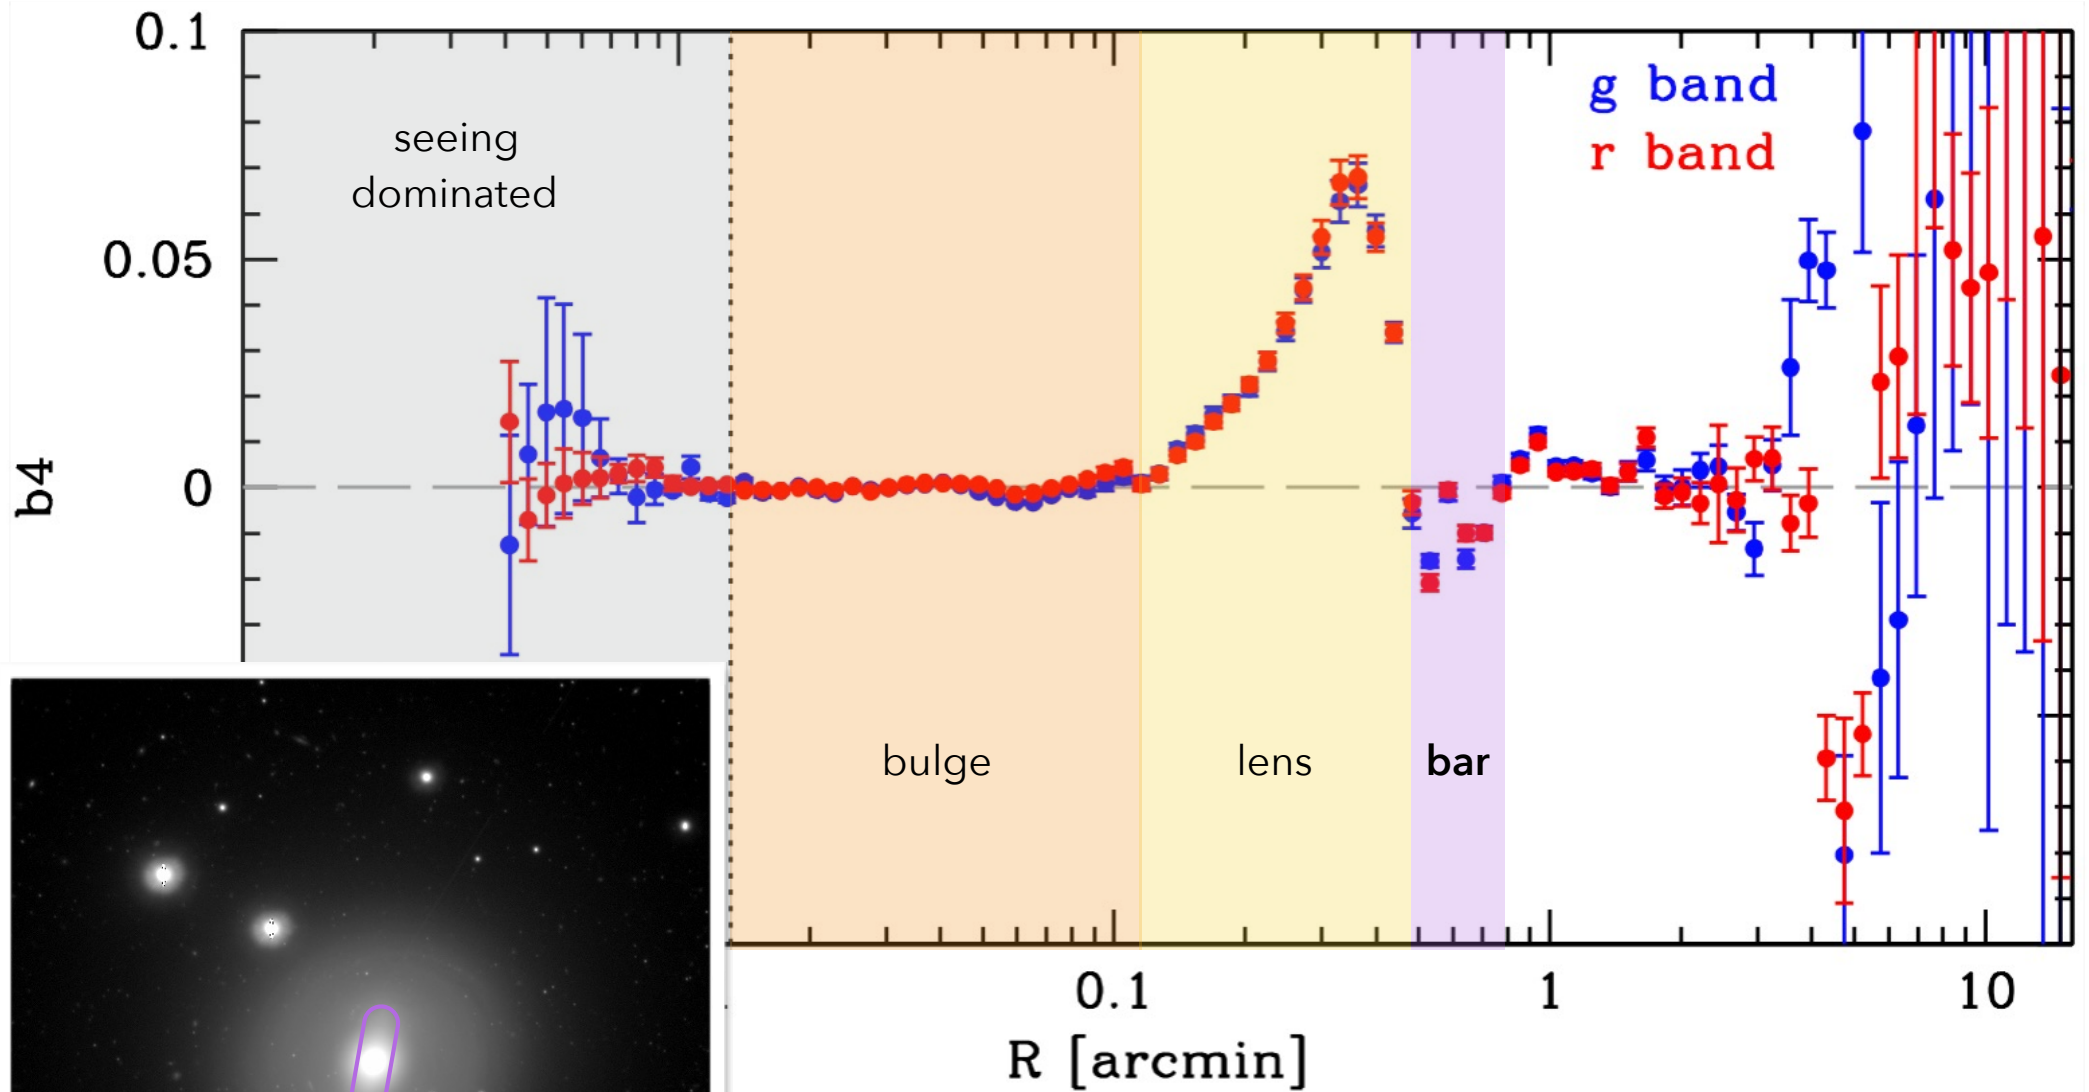 0.1
seeing
dominated
g band
r band
0.05
0
b4
bulge
lens
bar
0.1
1
10
R [arcmin]